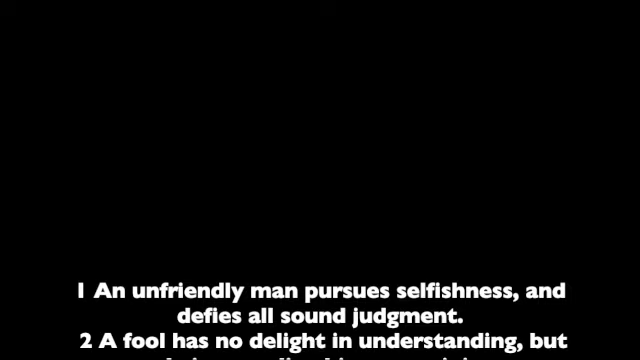 1 An unfriendly man pursues selfishness, and
defies all sound judgment.
2 A fool has no delight in understanding, but